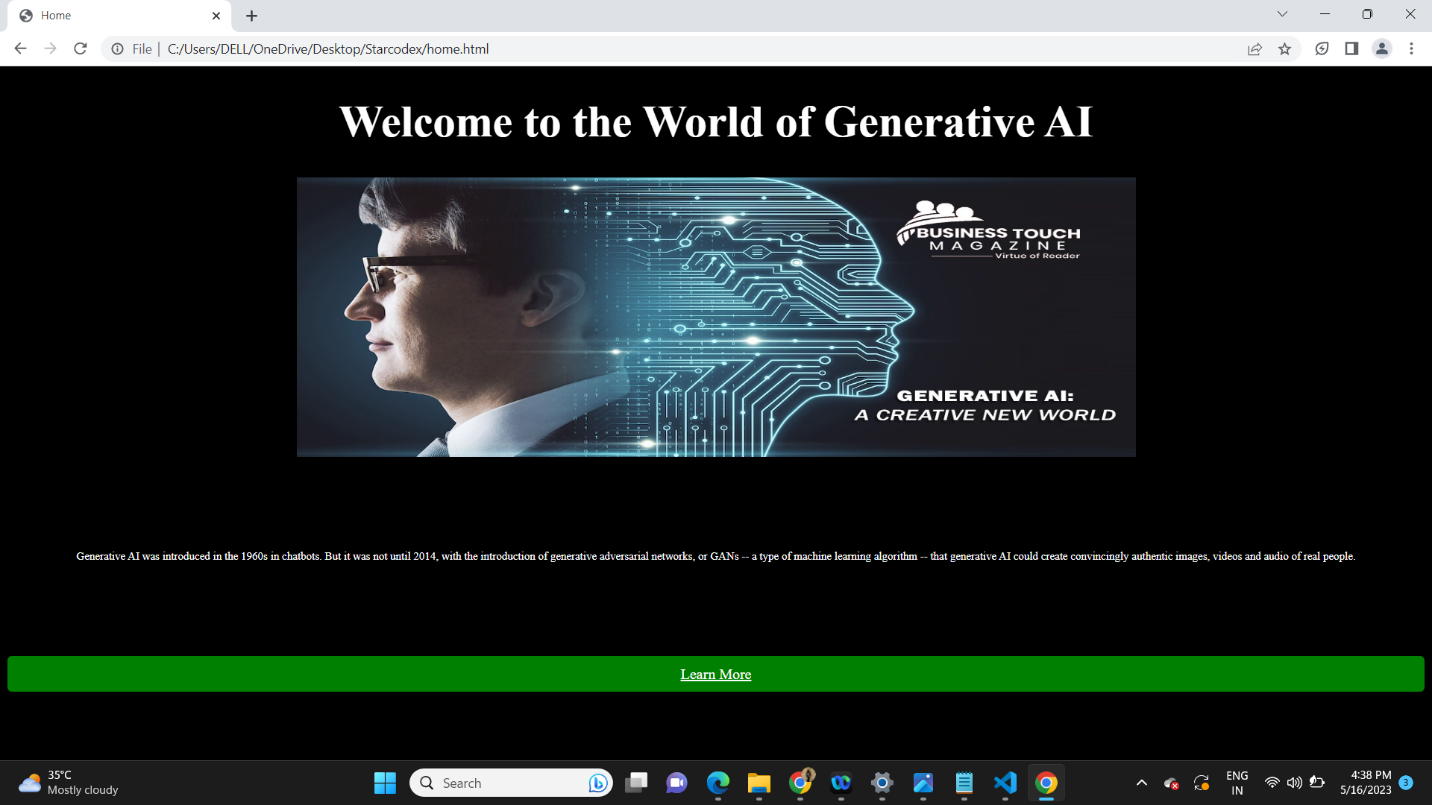 Home
File | C:/Users/DELL/OneDrive/Desktop/Starcodex/home.html
Welcome to the World of Generative AI
BUSINESS TOUCH
MAGAZINE
Virtue of Reader
GENERATIVE AI:
A CREATIVE NEW WORLD
Generative AI was introduced in the 1960s in chatbots. But it was not until 2014, with the introduction of generative adversarial networks, or GANs -- a type of machine learning algorithm -- that generative AI could create convincingly authentic images, videos and audio of real people.
Learn More
35°C
Mostly cloudy
Search
ENG
IN
4:38 PM
5/16/2023
3